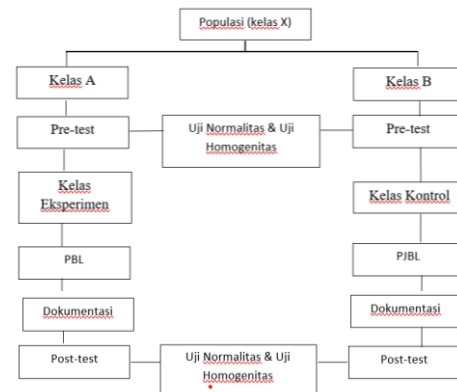 Populasi (kelas X)
Kelas A
Kelas B
Pre-test
Uji Normalitas & Uji
Homogenitas
Pre-test
Kelas
Eksperimen
Kelas Kontrol
PBL
PJBL
Dokumentasi
Dokumentasi
Post-test
Uji Normalitas & Uji
Homogenitas
Post-test